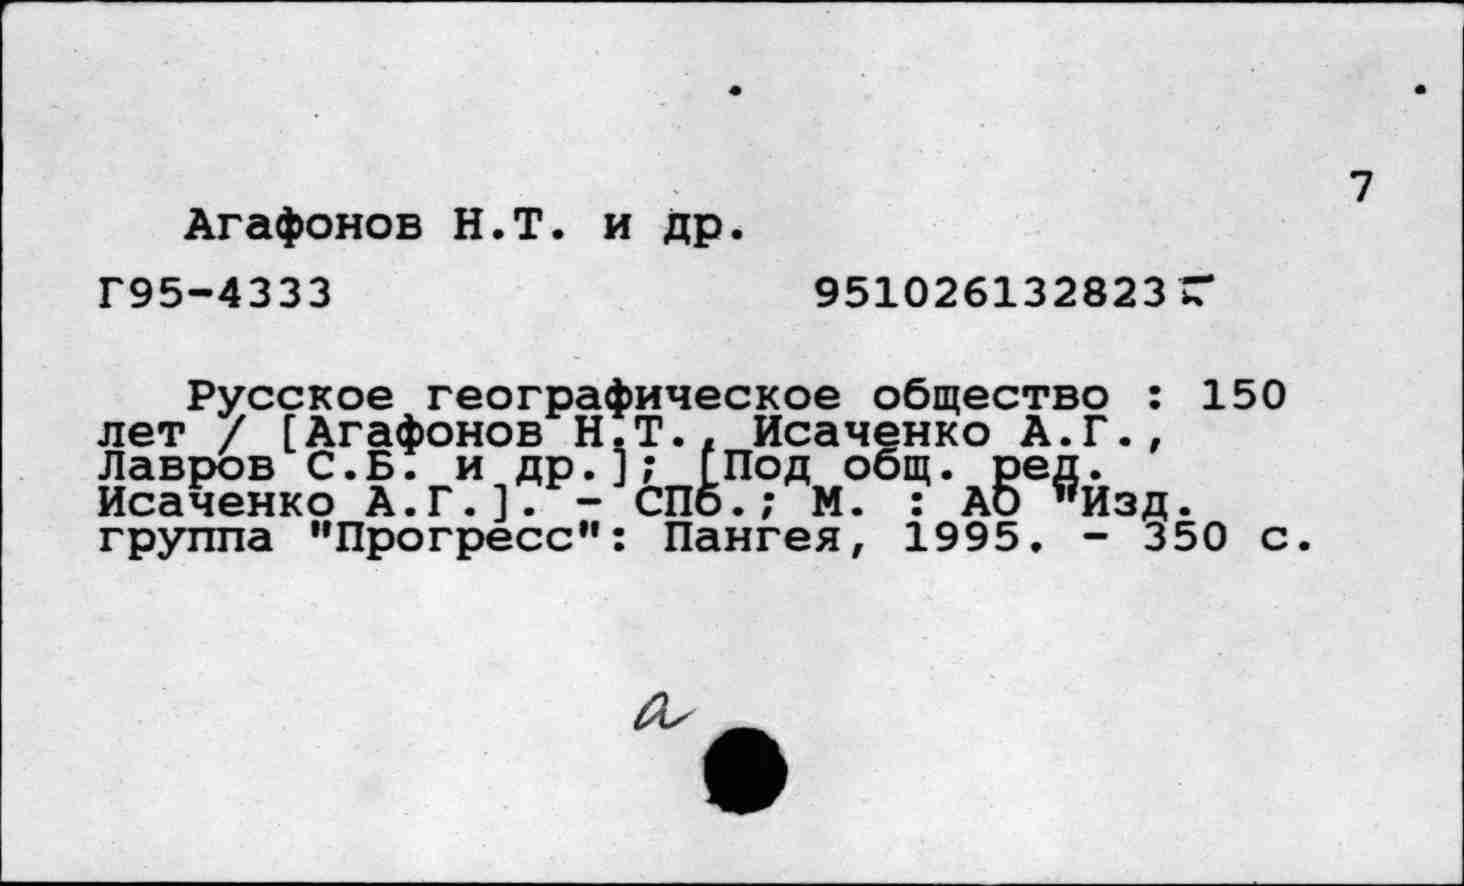 7
Агафонов Н.Т. и др.
Г95-4333 951026132823
Русское географическое общество : 150
лет / [Агафонов Н.Т., Исаченко А.Г.,
Лавров С.Б. и др.]; [Под общ. ред.
Исаченко А.Г.]. - СПб.; М. : АО "Изд.
группа "Прогресс": Пангея, 1995. - 350 с.
а